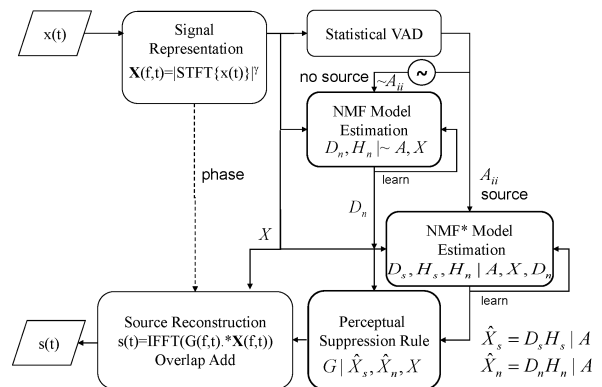 x(t)
Signal
Representation
X(f,t)=|STFT{x(t)}|^γ
Statistical VAD
no source
~A_ii
~
NMF Model
Estimation
D_n, H_n |~ A, X
learn
phase
D_n
A_ii
source
X
NMF* Model
Estimation
D_s, H_s, H_n | A, X, D_n
learn
s(t)
Source Reconstruction
s(t)=IFFT(G(f,t).*X(f,t))
Overlap Add
Perceptual
Suppression Rule
G | X̂_s, X̂_n, X
X̂_s = D_s H_s | A
X̂_n = D_n H_n | A